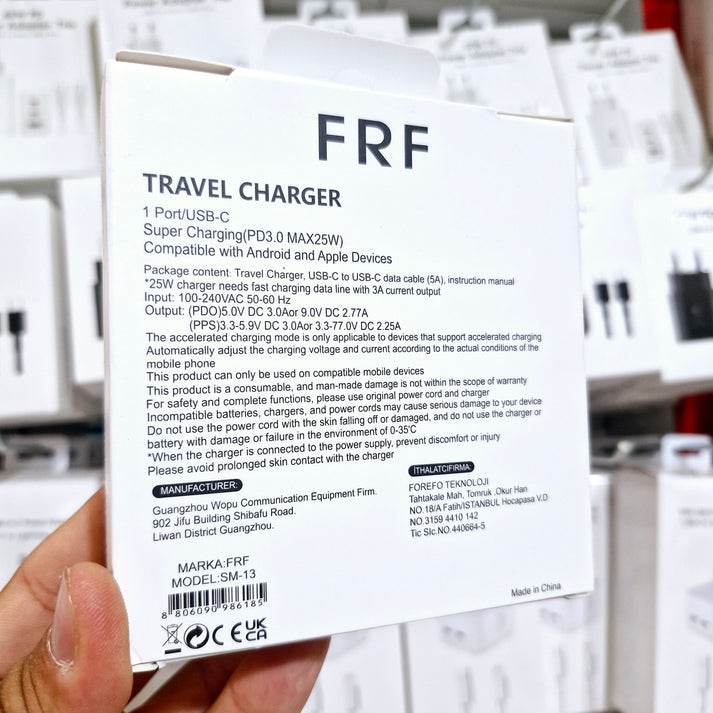 FRF
TRAVEL CHARGER
1 Port/USB-C
Super Charging(PD3.0 MAX25W)
Compatible with Android and Apple Devices
Package content: Travel Charger, USB-C to USB-C data cable (5A), instruction manual
*25W charger needs fast charging data line with 3A current output
Input: 100-240VAC 50-60 Hz
Output: (PDO)5.0V DC 3.0Aor 9.0V DC 2.77A
(PPS)3.3-5.9V DC 3.0Aor 3.3-77.0V DC 2.25A
The accelerated charging mode is only applicable to devices that support accelerated charging
Automatically adjust the charging voltage and current according to the actual conditions of the
mobile phone
This product can only be used on compatible mobile devices
This product is a consumable, and man-made damage is not within the scope of warranty
For safety and complete functions, please use original power cord and charger
Incompatible batteries, chargers, and power cords may cause serious damage to your device
Do not use the power cord with the skin falling off or damaged, and do not use the charger or
battery with damage or failure in the environment of 0-35℃
*When the charger is connected to the power supply, prevent discomfort or injury
Please avoid prolonged skin contact with the charger
MANUFACTURER:
Guangzhou Wopu Communication Equipment Firm.
902 Jifu Building Shibafu Road.
Liwan District Guangzhou.
İTHALATCIFIRMA:
FOREFO TEKNOLOJI
Tahtakale Mah, Tomruk .Okur Han
NO.18/A Fatih/ISTANBUL Hocapasa V.D
NO.3159 4410 142
Tic Slc.NO.440664-5
MARKA:FRF
MODEL:SM-13
8 806090 986185
CE UK CA
Made in China